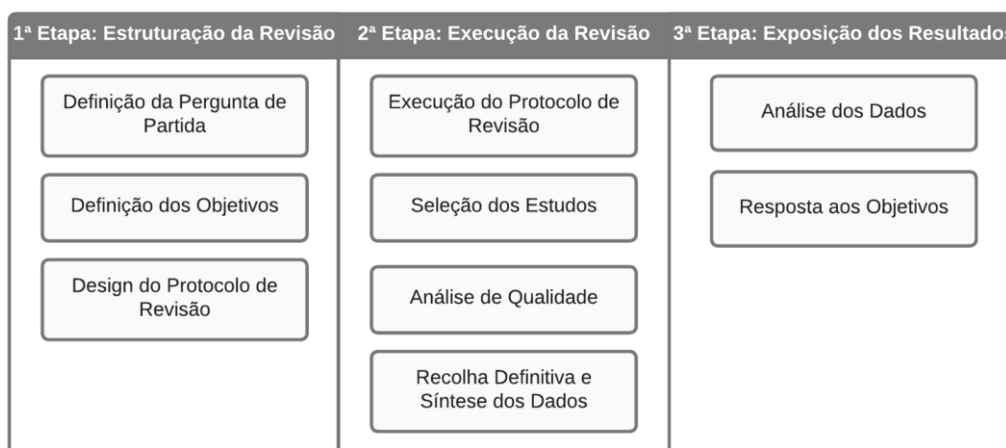 1ª Etapa: Estruturação da Revisão
Definição da Pergunta de
Partida
Definição dos Objetivos
Design do Protocolo de
Revisão
2ª Etapa: Execução da Revisão
Execução do Protocolo de
Revisão
Seleção dos Estudos
Análise de Qualidade
Recolha Definitiva e
Síntese dos Dados
3ª Etapa: Exposição dos Resultados
Análise dos Dados
Resposta aos Objetivos